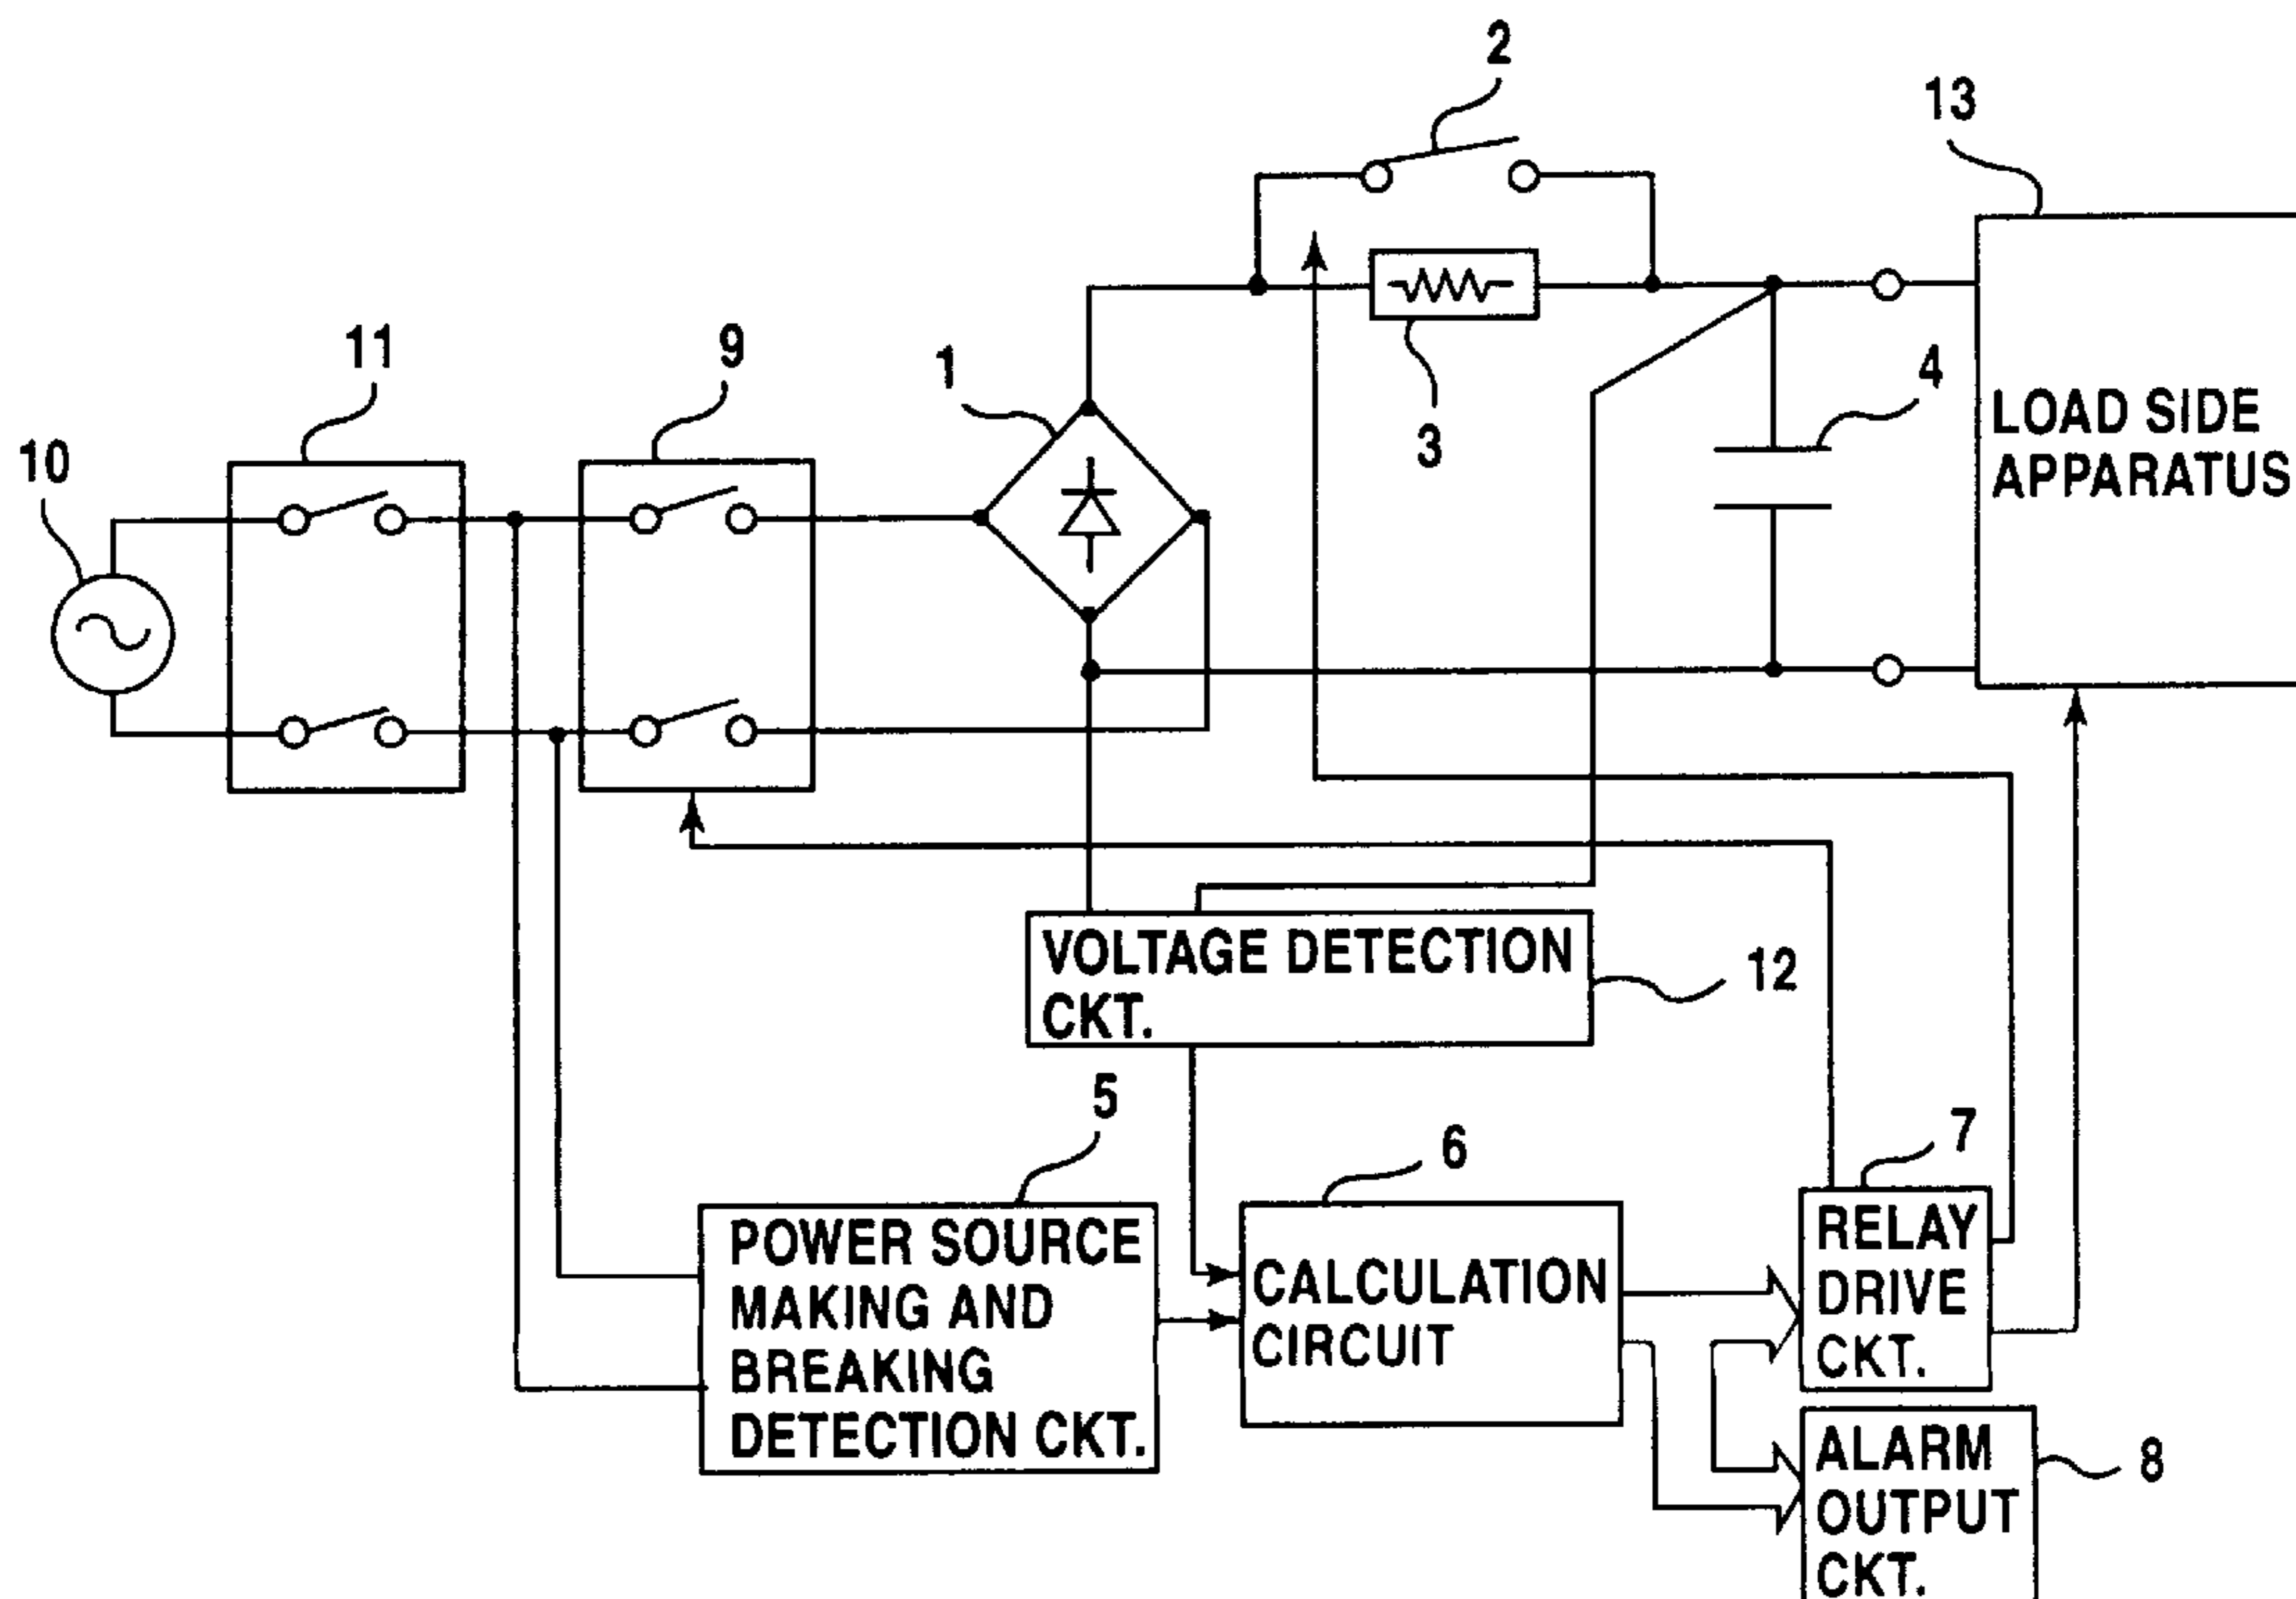 2
13
11
9
1
10
3
4
LOAD SIDE
APPARATUS
VOLTAGE DETECTION
CKT.
12
5
6
7
POWER SOURCE
MAKING AND
BREAKING
DETECTION CKT.
CALCULATION
CIRCUIT
RELAY
DRIVE
CKT.
ALARM
OUTPUT
CKT.
8